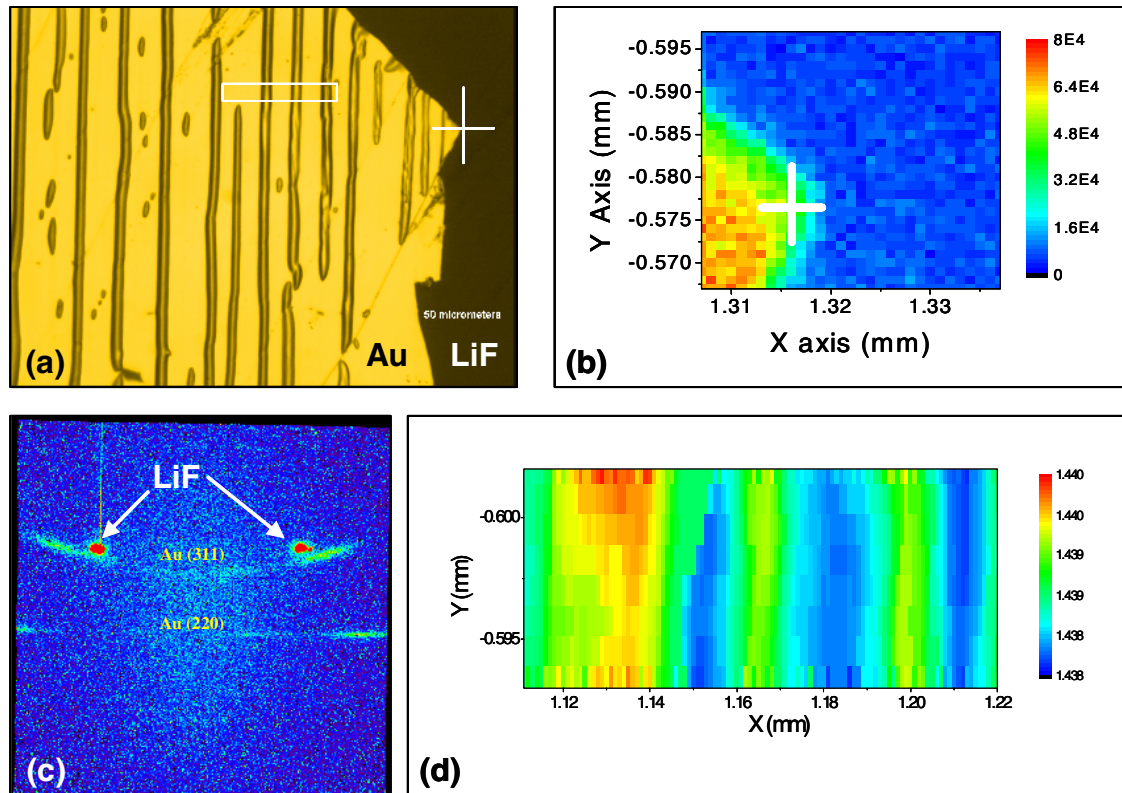 50 micrometers
(a)
Au
LiF
-0.595
-0.590
-0.585
-0.580
-0.575
-0.570
Y Axis (mm)
1.31
1.32
1.33
X axis (mm)
8E4
6.4E4
4.8E4
3.2E4
1.6E4
0
(b)
LiF
Au (311)
Au (220)
(c)
-0.600
-0.595
Y (mm)
1.12
1.14
1.16
1.18
1.20
1.22
X (mm)
1.440
1.440
1.439
1.439
1.438
1.438
(d)